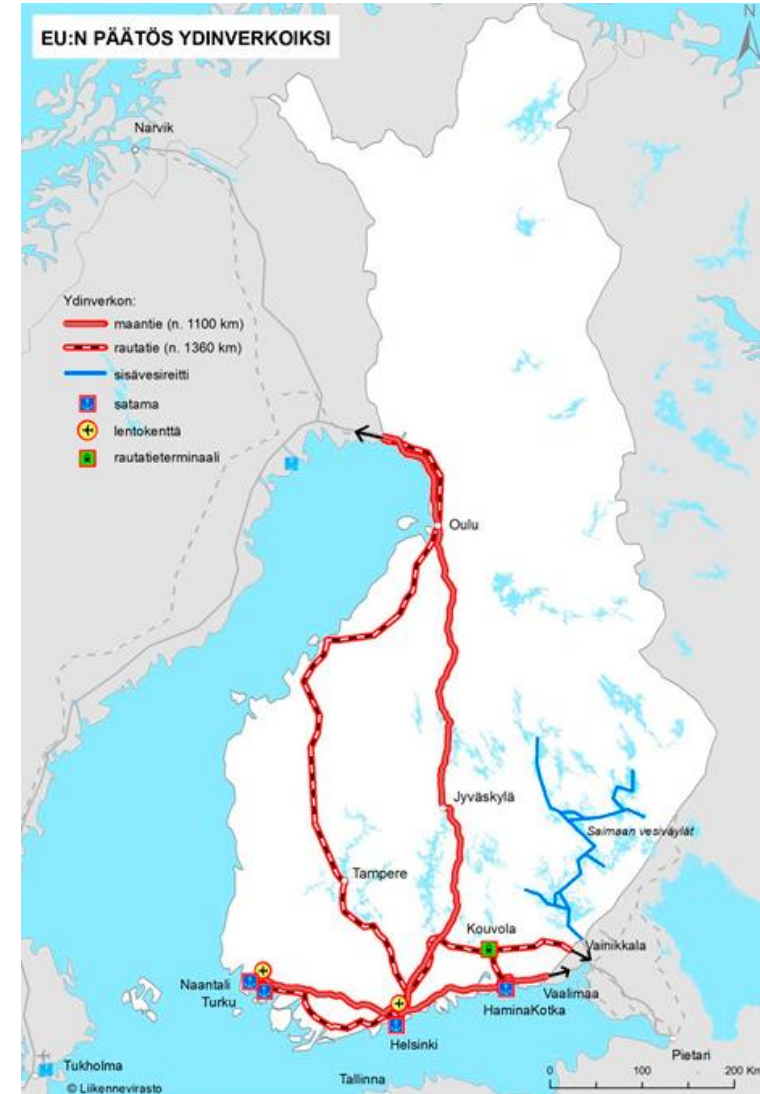 EU:N PÄÄTÖS YDINVERKOIKSI
N
Narvik
Ydinverkon:
maantie (n. 1100 km)
rautatie (n. 1360 km)
sisävesireitti
satama
lentokenttä
rautatieterminaali
Oulu
Jyväskylä
Saimaan vesiväylät
Tampere
Kouvola
Vainikkala
Naantali
Turku
Vaalimaa
HaminaKotka
Helsinki
Pietari
Tukholma
Tallinna
0 100 200 Km
© Liikennevirasto